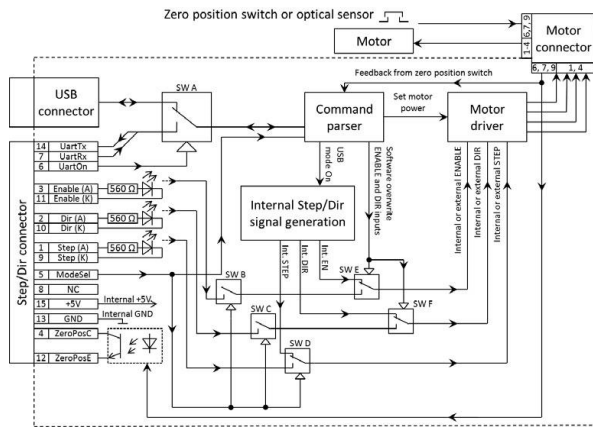 Zero position switch or optical sensor
Motor
6,7,9
1-4
Motor connector
6, 7, 9
1, 4
USB connector
SW A
Feedback from zero position switch
Command parser
Set motor power
Motor driver
14 UartTx
7 UartRx
6 UartOn
3 Enable (A) 560 Ω
11 Enable (K)
2 Dir (A) 560 Ω
10 Dir (K)
1 Step (A) 560 Ω
9 Step (K)
5 ModeSel
8 NC
15 +5V Internal +5V
13 GND Internal GND
4 ZeroPosC
12 ZeroPosE
Step/Dir connector
USB mode On
Software overwrite ENABLE and DIR inputs
Internal Step/Dir signal generation
Int. STEP
Int. DIR
Int. EN
SW B
SW C
SW D
SW E
SW F
Internal or external ENABLE
Internal or external DIR
Internal or external STEP